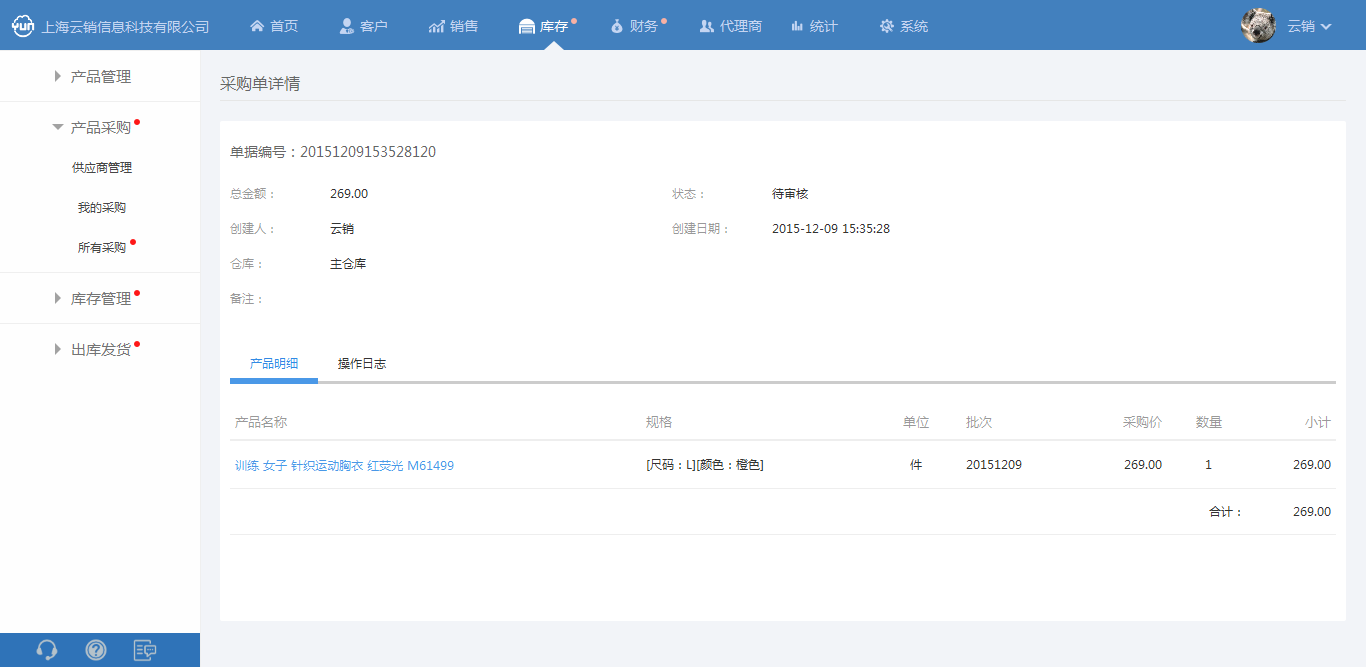 yun 上海云销信息科技有限公司 首页 客户 销售 库存 财务 代理商 统计 系统 云销
产品管理
产品采购
供应商管理
我的采购
所有采购
库存管理
出库发货
采购单详情
单据编号：20151209153528120
总金额： 269.00 状态： 待审核
创建人： 云销 创建日期： 2015-12-09 15:35:28
仓库： 主仓库
备注：
产品明细 操作日志
产品名称 规格 单位 批次 采购价 数量 小计
训练 女子 针织运动胸衣 红荧光 M61499 [尺码：L][颜色：橙色] 件 20151209 269.00 1 269.00
合计： 269.00